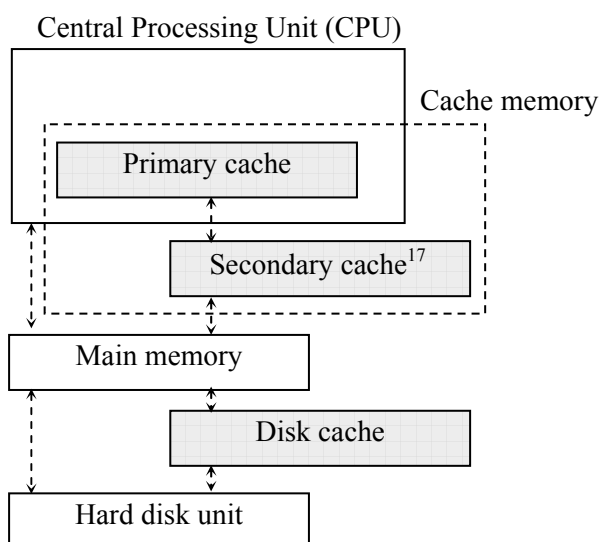 Central Processing Unit (CPU)
Cache memory
Primary cache
Secondary cache17
Main memory
Disk cache
Hard disk unit